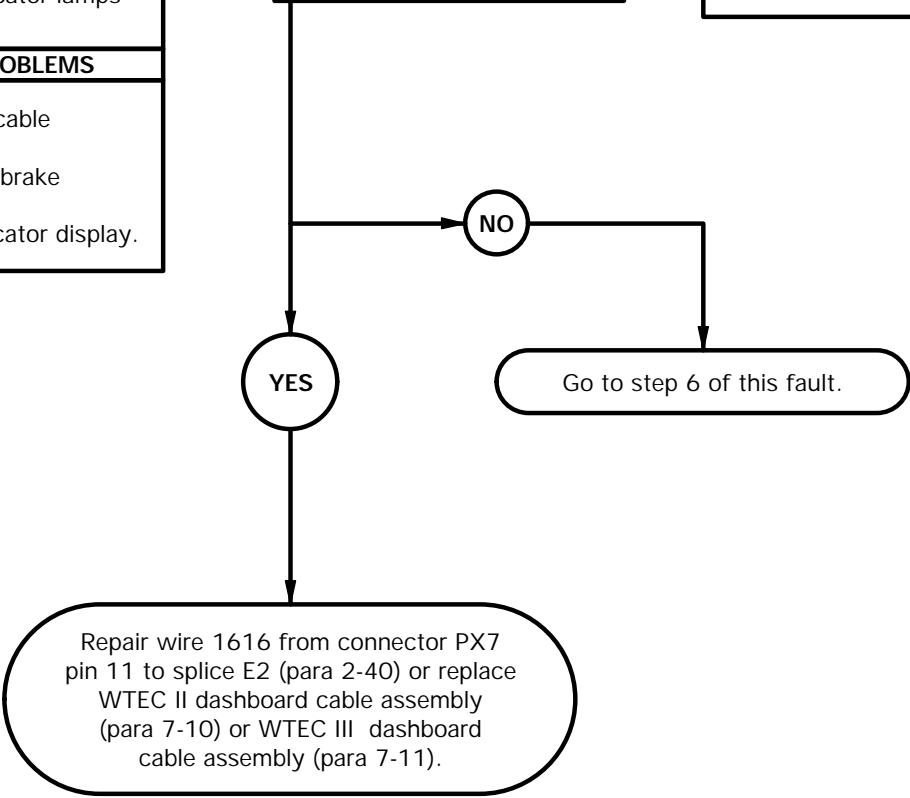 lamps
OBLEMS
cable
brake
cator display.
NO
YES
Go to step 6 of this fault.
Repair wire 1616 from connector PX7
pin 11 to splice E2 (para 2-40) or replace
WTEC II dashboard cable assembly
(para 7-10) or WTEC III dashboard
cable assembly (para 7-11).